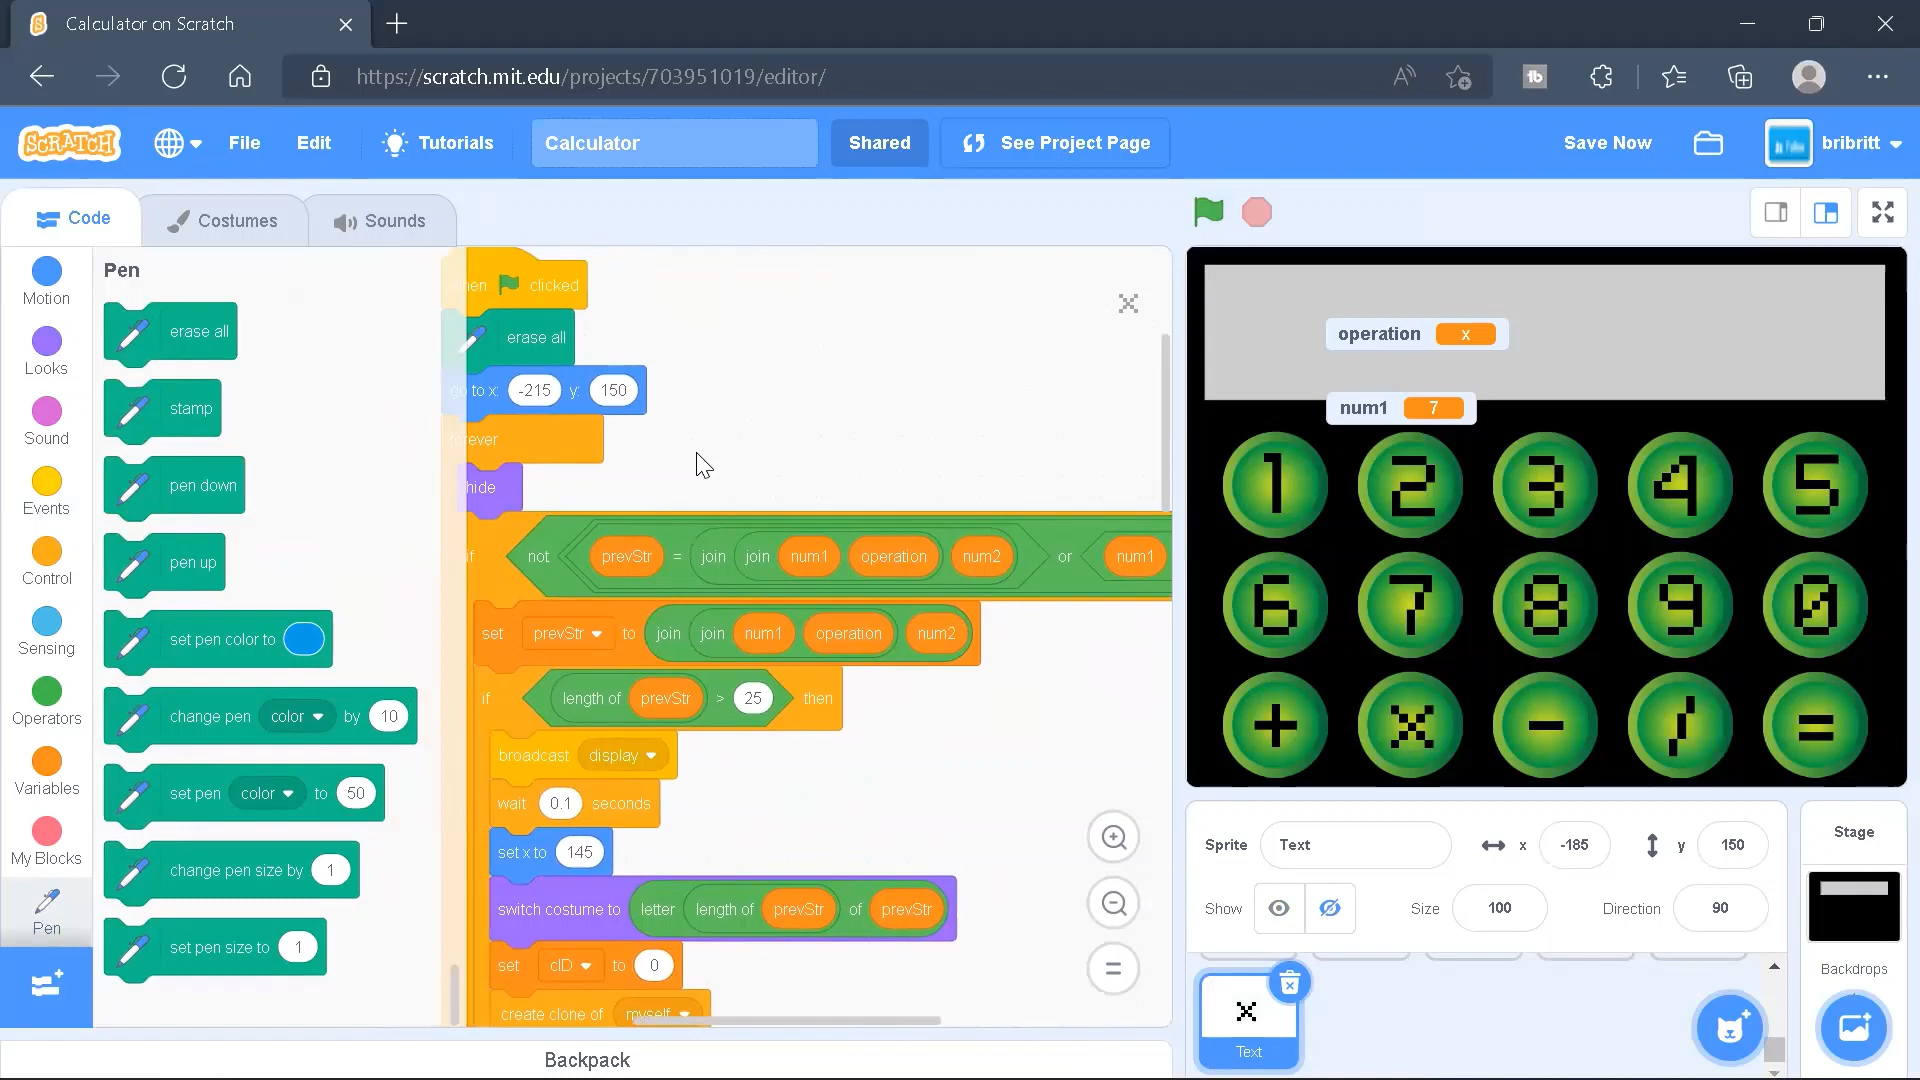 Calculator on Scratch
https://scratch.mit.edu/projects/703951019/editor/
SCRATCH File Edit Tutorials Calculator Shared See Project Page Save Now bribritt
Code Costumes Sounds
Motion
Looks
Sound
Events
Control
Sensing
Operators
Variables
My Blocks
Pen
Pen
erase all
stamp
pen down
pen up
set pen color to
change pen color by 10
set pen color to 50
change pen size by 1
set pen size to 1
when clicked
erase all
go to x: -215 y: 150
forever
hide
if not prevStr = join join num1 operation num2 or num1
set prevStr to join join num1 operation num2
if length of prevStr > 25 then
broadcast display
wait 0.1 seconds
set x to 145
switch costume to letter length of prevStr of prevStr
set cID to 0
create clone of myself
Backpack
operation x
num1 7
1 2 3 4 5
6 7 8 9 0
+ x - / =
Sprite Text x -185 y 150
Show Size 100 Direction 90
x
Text
Stage
Backdrops